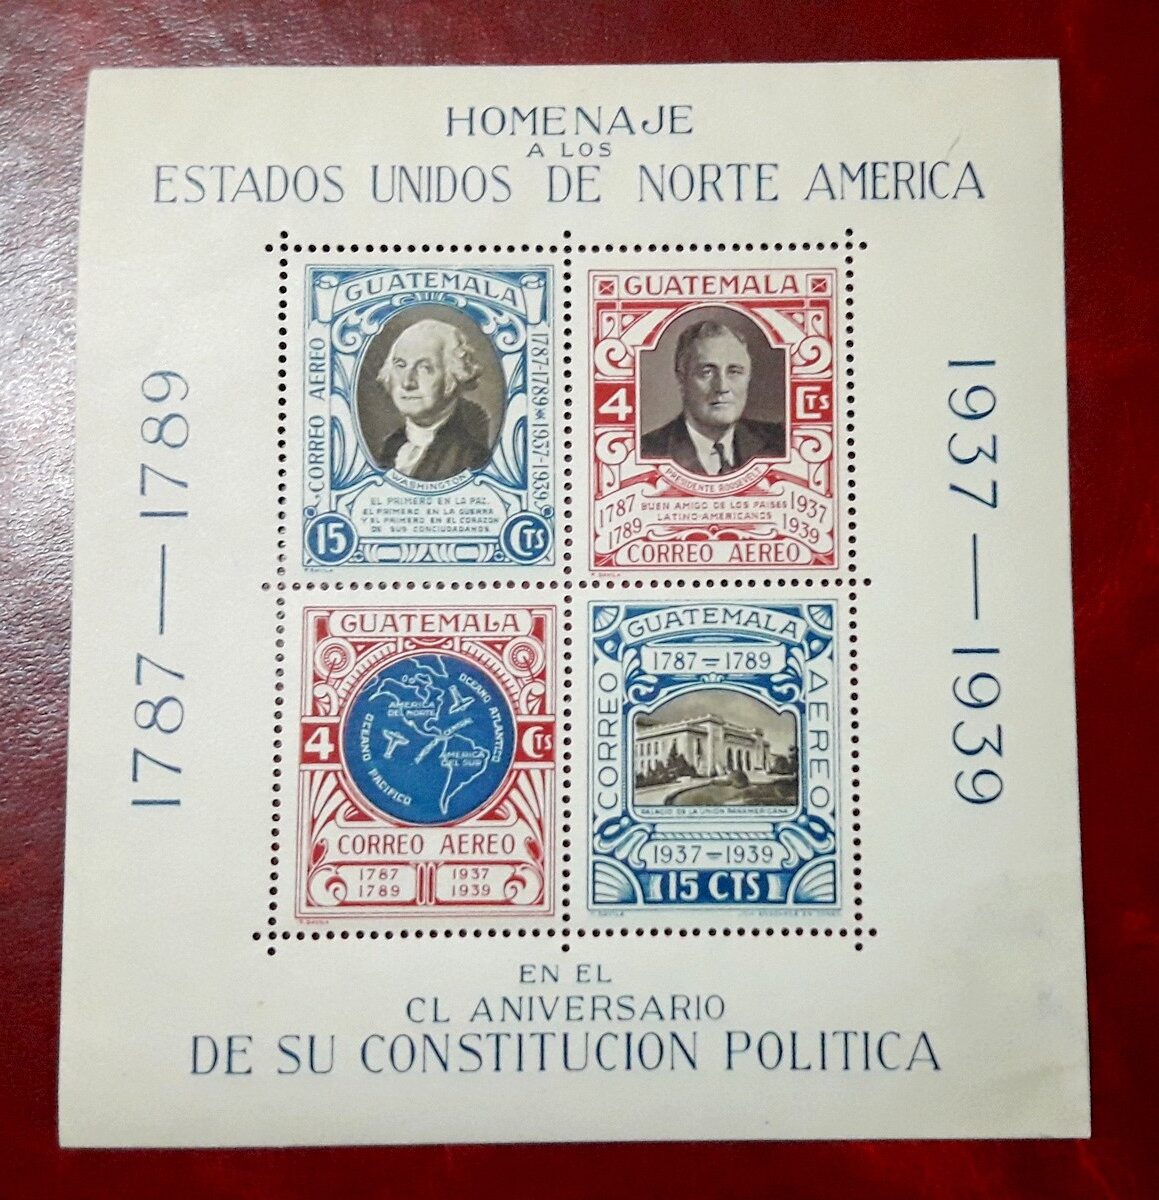 HOMENAJE
A LOS
ESTADOS UNIDOS DE NORTE AMERICA
1787—1789
1937—1939
GUATEMALA
CORREO AEREO
1787-1789*1937-1939
WASHINGTON
EL PRIMERO EN LA PAZ.
EL PRIMERO EN LA GUERRA
Y EL PRIMERO EN EL CORAZON
DE SUS CONCIUDADANOS.
15 CTS
GUATEMALA
4 CTS
PRESIDENTE ROOSEVELT
1787 BUEN AMIGO DE LOS PAISES 1937
1789 LATINO-AMERICANOS 1939
CORREO AEREO
T. DAVILA
GUATEMALA
AMERICA
DEL NORTE
OCEANO ATLANTICO
OCEANO PACIFICO
AMERICA
DEL SUR
4 CTS
CORREO AEREO
1787 1937
1789 1939
T. DAVILA
GUATEMALA
1787=1789
CORREO AEREO
PALACIO DE LA UNION PANAMERICANA
1937=1939
15 CTS
T. DAVILA
EN EL
CL ANIVERSARIO
DE SU CONSTITUCION POLITICA